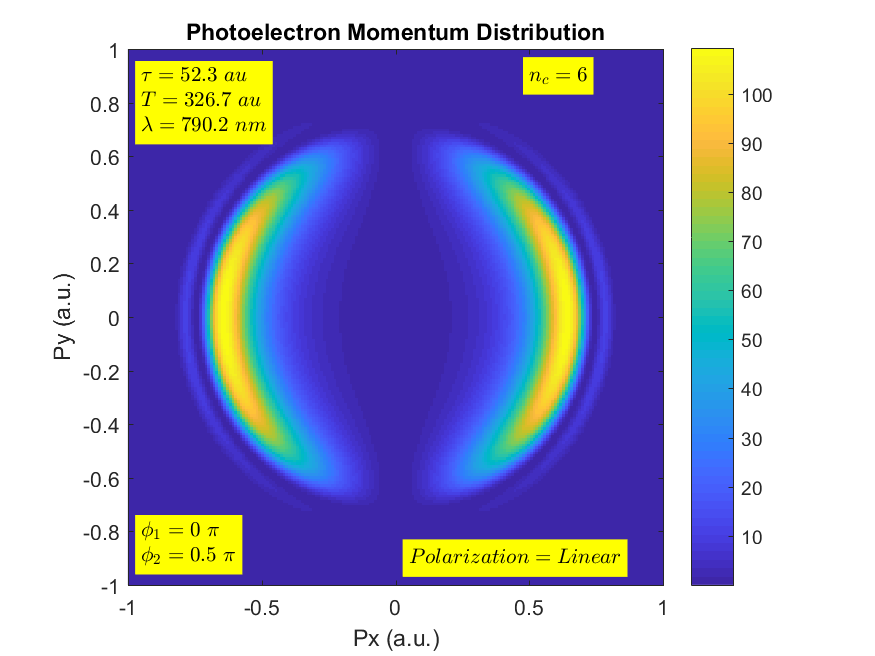 Photoelectron Momentum Distribution
τ = 52.3 au
T = 326.7 au
λ = 790.2 nm
n_c = 6
ϕ_1 = 0 π
ϕ_2 = 0.5 π
Polarization = Linear
Py (a.u.)
1
0.8
0.6
0.4
0.2
0
-0.2
-0.4
-0.6
-0.8
-1
-1
-0.5
0
0.5
1
Px (a.u.)
100
90
80
70
60
50
40
30
20
10